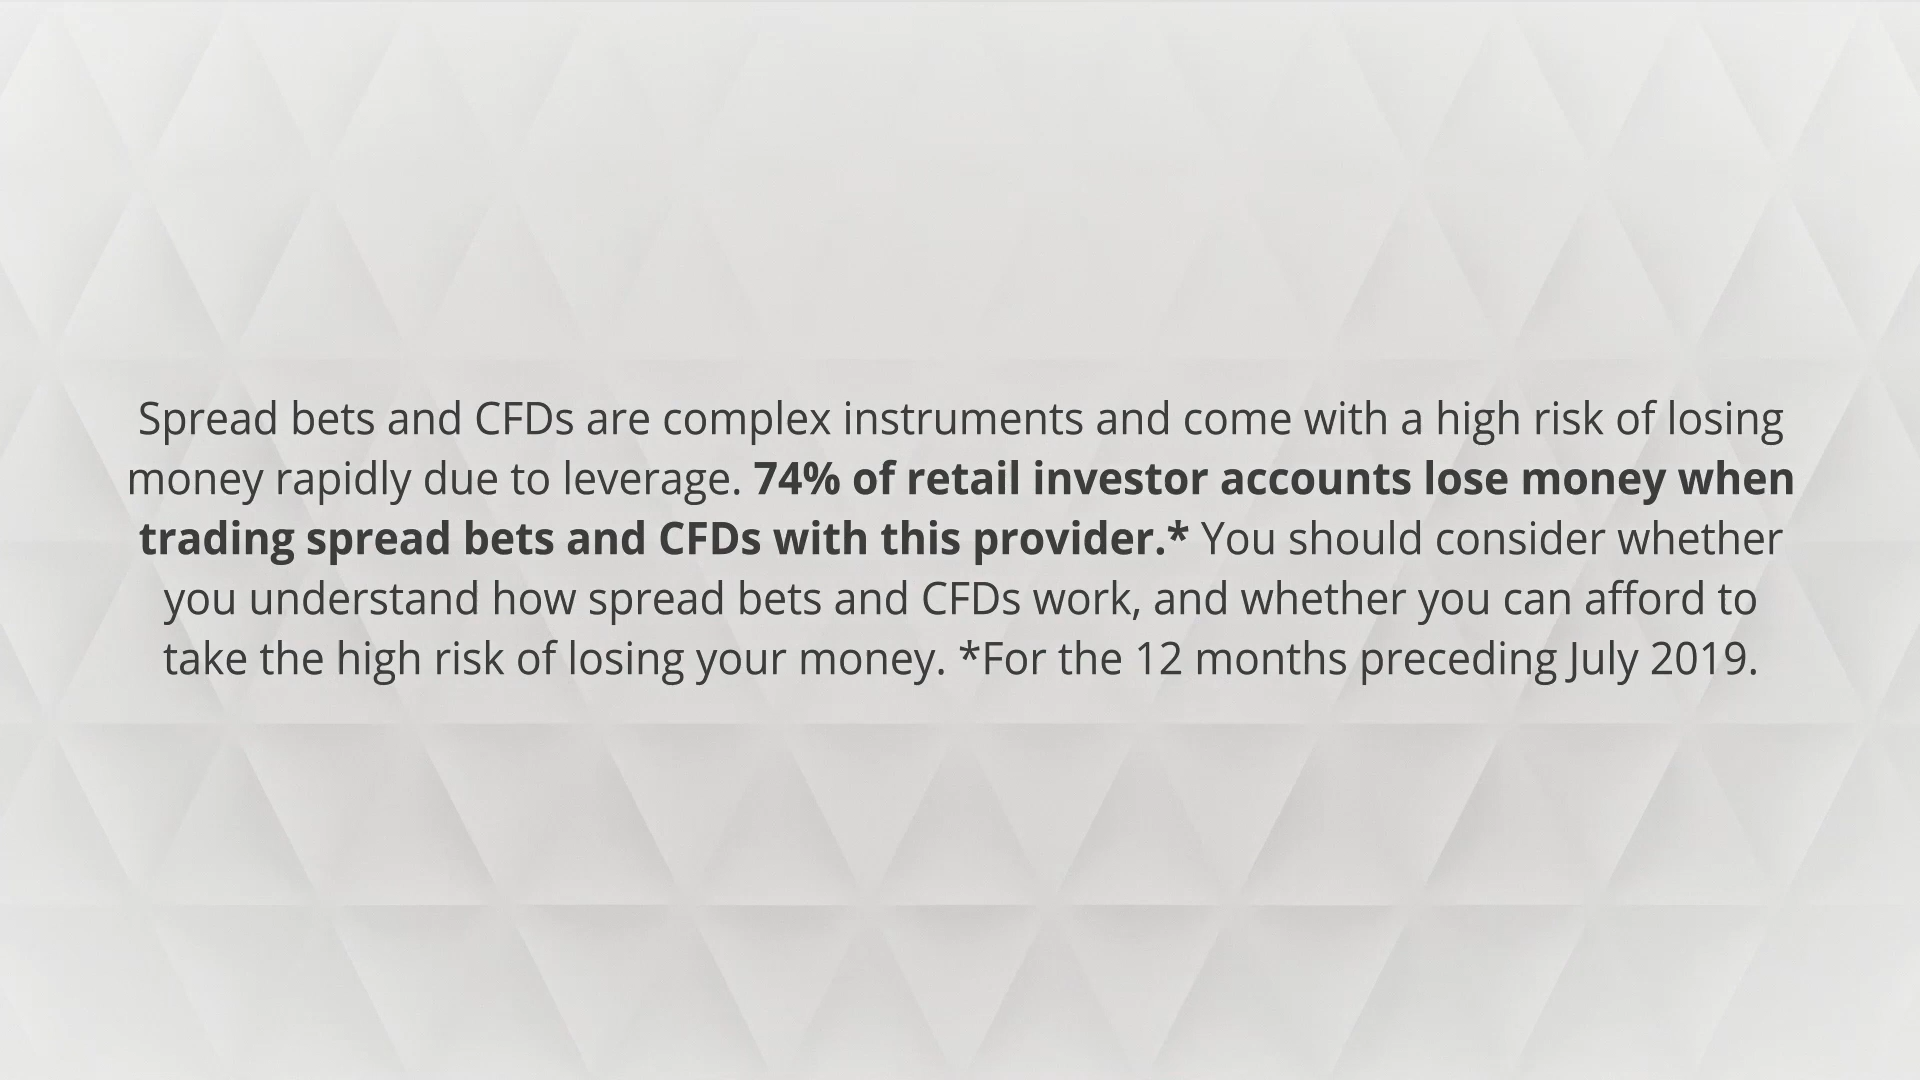 Spread bets and CFDs are complex instruments and come with a high risk of losing
money rapidly due to leverage. 74% of retail investor accounts lose money when
trading spread bets and CFDs with this provider.* You should consider whether
you understand how spread bets and CFDs work, and whether you can afford to
take the high risk of losing your money. *For the 12 months preceding July 2019.